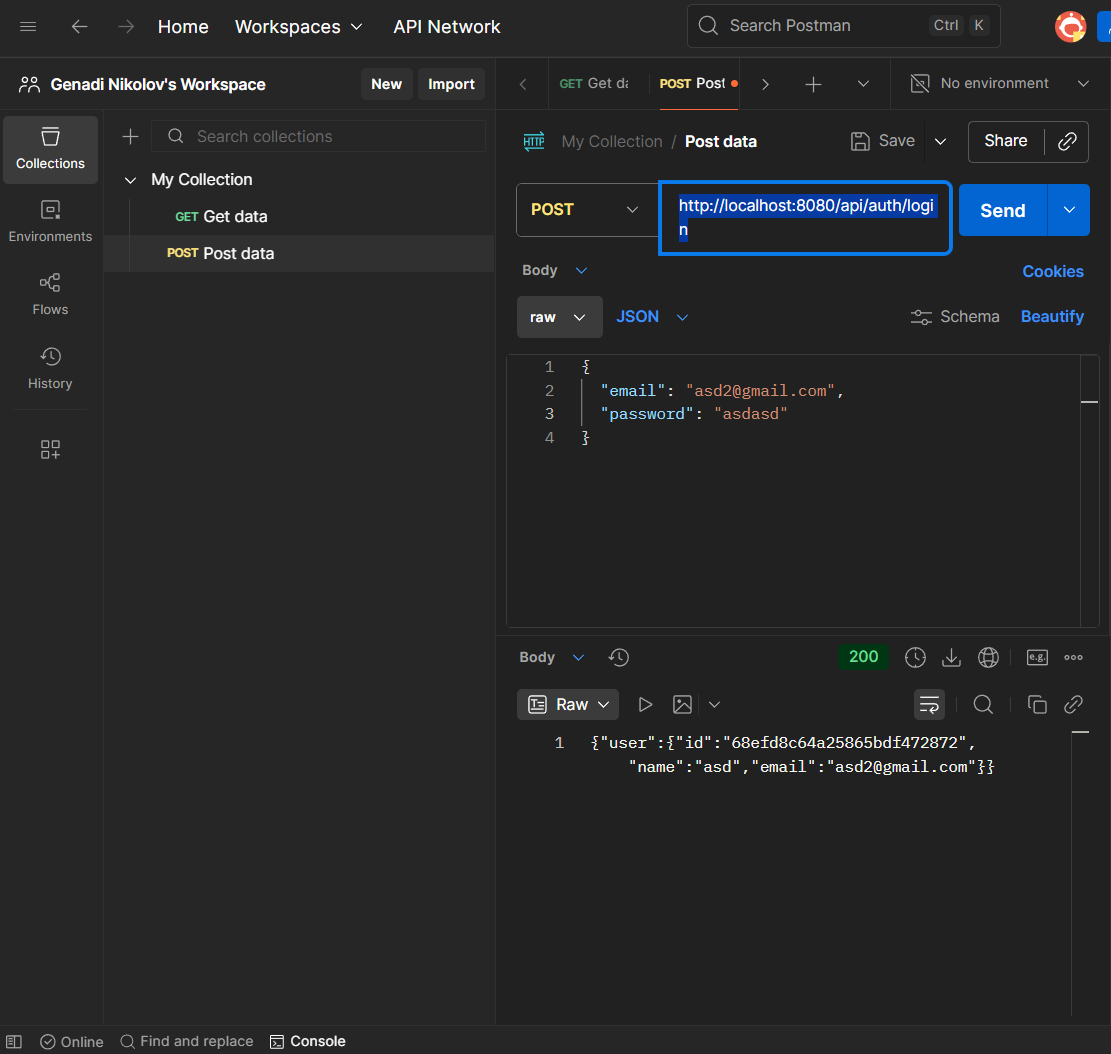 Home Workspaces API Network Search Postman Ctrl K
Genadi Nikolov's Workspace New Import
GET Get da POST Post No environment
Collections
Environments
Flows
History
Search collections
My Collection
GET Get data
POST Post data
HTTP My Collection / Post data Save Share
POST http://localhost:8080/api/auth/logi
n
Send
Body Cookies
raw JSON Schema Beautify
1 {
2 "email": "asd2@gmail.com",
3 "password": "asdasd"
4 }
Body 200 e.g.
Raw
1 {"user":{"id":"68efd8c64a25865bdf472872",
"name":"asd","email":"asd2@gmail.com"}}
Online Find and replace Console